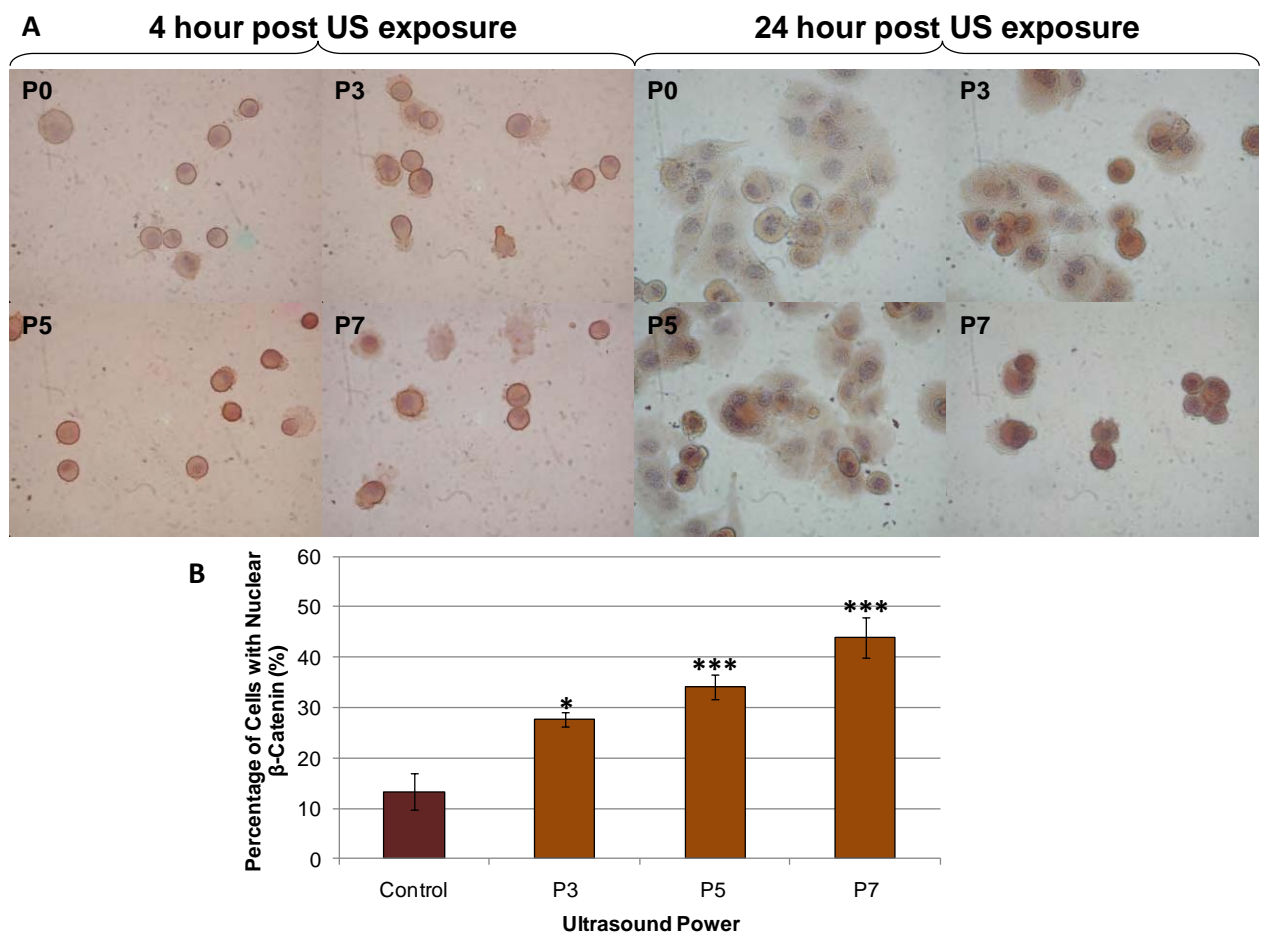 A
4 hour post US exposure
24 hour post US exposure
P0
P3
P0
P3
P5
P7
P5
P7
B
Percentage of Cells with Nuclear
β-Catenin (%)
60
50
40
30
20
10
0
*
***
***
Control
P3
P5
P7
Ultrasound Power